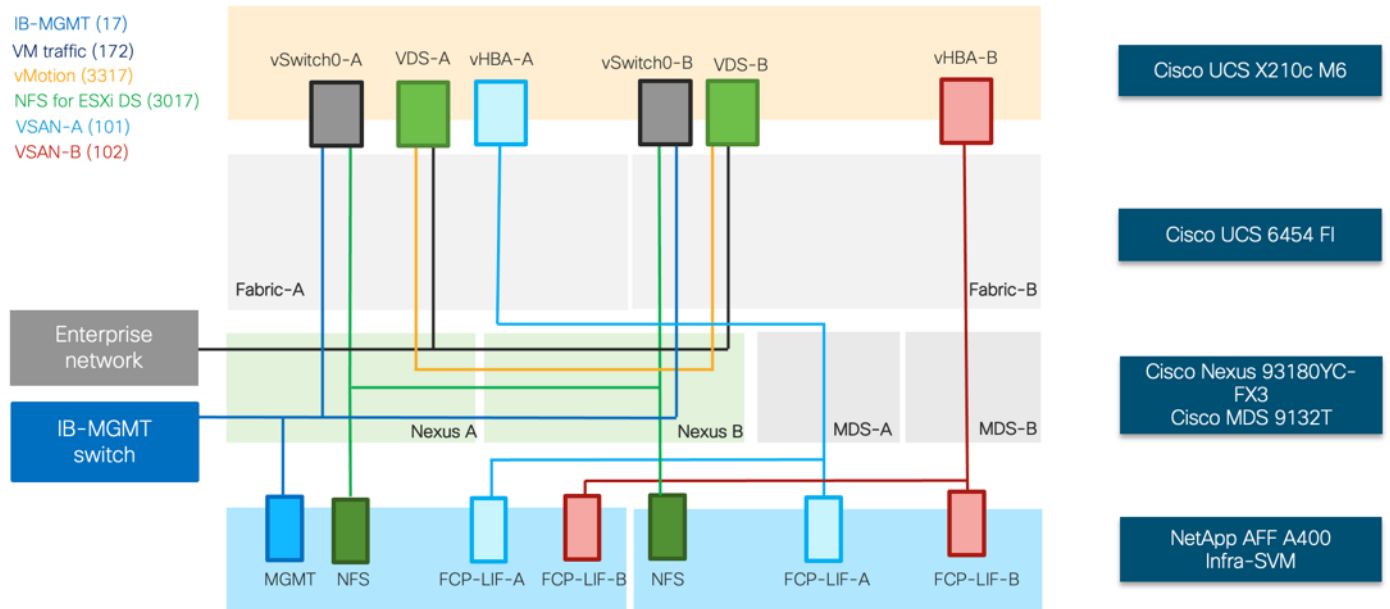 IB-MGMT (17)
VM traffic (172)
vMotion (3317)
NFS for ESXi DS (3017)
VSAN-A (101)
VSAN-B (102)
vSwitch0-A
VDS-A
vHBA-A
vSwitch0-B
VDS-B
vHBA-B
Cisco UCS X210c M6
Fabric-A
Fabric-B
Cisco UCS 6454 FI
Enterprise
network
IB-MGMT
switch
Nexus A
Nexus B
MDS-A
MDS-B
Cisco Nexus 93180YC-
FX3
Cisco MDS 9132T
MGMT
NFS
FCP-LIF-A
FCP-LIF-B
NFS
FCP-LIF-A
FCP-LIF-B
NetApp AFF A400
Infra-SVM